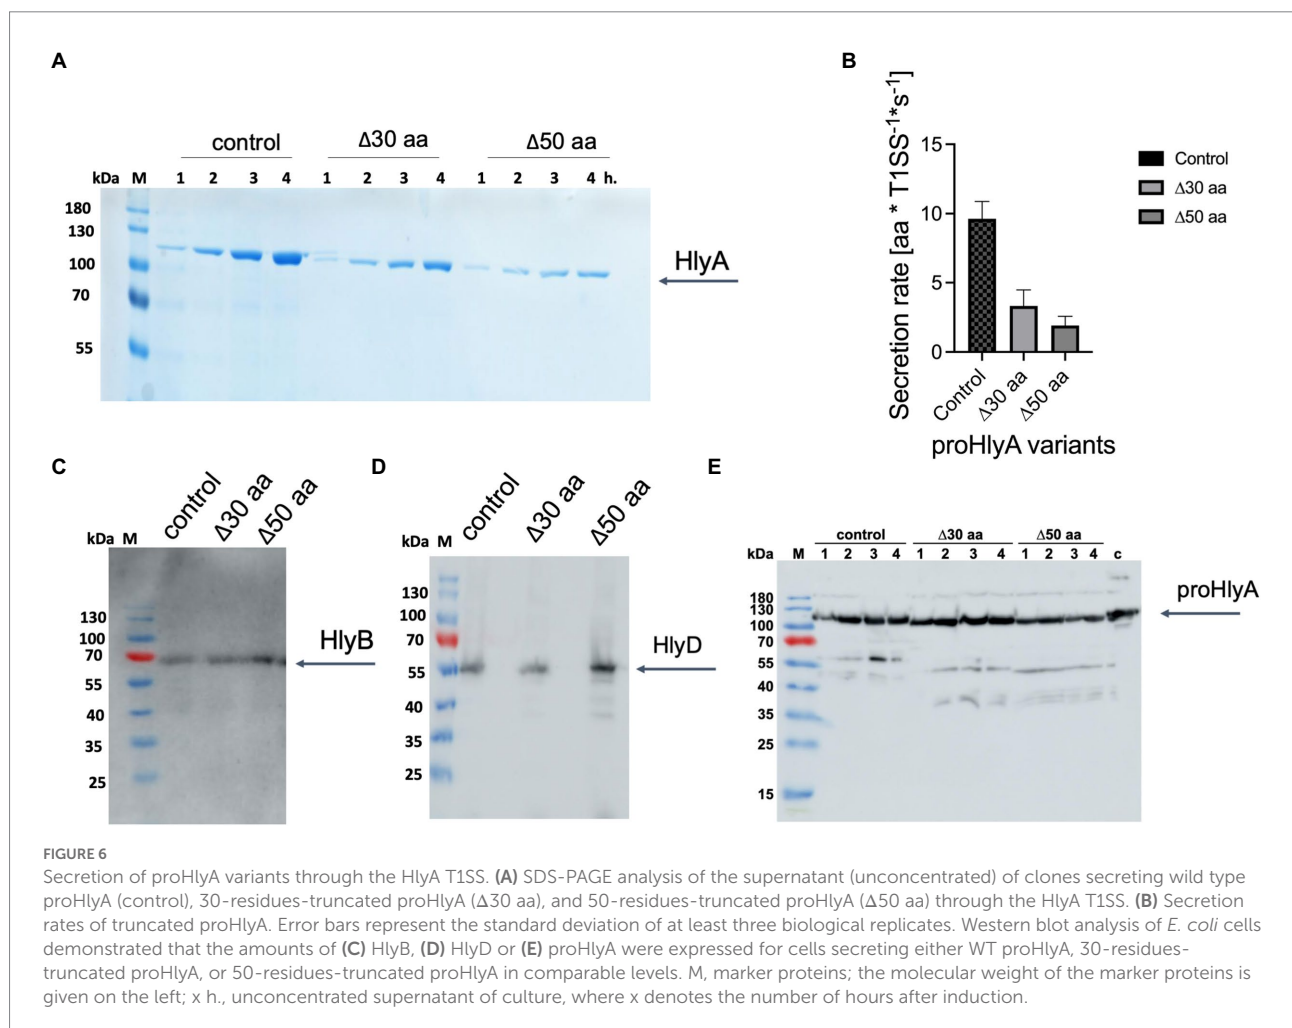 A
control
Δ30 aa
Δ50 aa
kDa M 1 2 3 4 1 2 3 4 1 2 3 4 h.
180
130
100
70
55
HlyA
B
Secretion rate [aa * T1SS-1*s-1]
15
10
5
0
Control
Δ30 aa
Δ50 aa
proHlyA variants
Control
Δ30 aa
Δ50 aa
C
control
Δ30 aa
Δ50 aa
kDa M
130
100
70
55
40
35
25
HlyB
D
control
Δ30 aa
Δ50 aa
kDa M
130
100
70
55
40
35
25
HlyD
E
control Δ30 aa Δ50 aa
kDa M 1 2 3 4 1 2 3 4 1 2 3 4 c
180
130
100
70
55
40
35
25
15
proHlyA
FIGURE 6
Secretion of proHlyA variants through the HlyA T1SS. (A) SDS-PAGE analysis of the supernatant (unconcentrated) of clones secreting wild type
proHlyA (control), 30-residues-truncated proHlyA (Δ30 aa), and 50-residues-truncated proHlyA (Δ50 aa) through the HlyA T1SS. (B) Secretion
rates of truncated proHlyA. Error bars represent the standard deviation of at least three biological replicates. Western blot analysis of E. coli cells
demonstrated that the amounts of (C) HlyB, (D) HlyD or (E) proHlyA were expressed for cells secreting either WT proHlyA, 30-residues-
truncated proHlyA, or 50-residues-truncated proHlyA in comparable levels. M, marker proteins; the molecular weight of the marker proteins is
given on the left; x h., unconcentrated supernatant of culture, where x denotes the number of hours after induction.